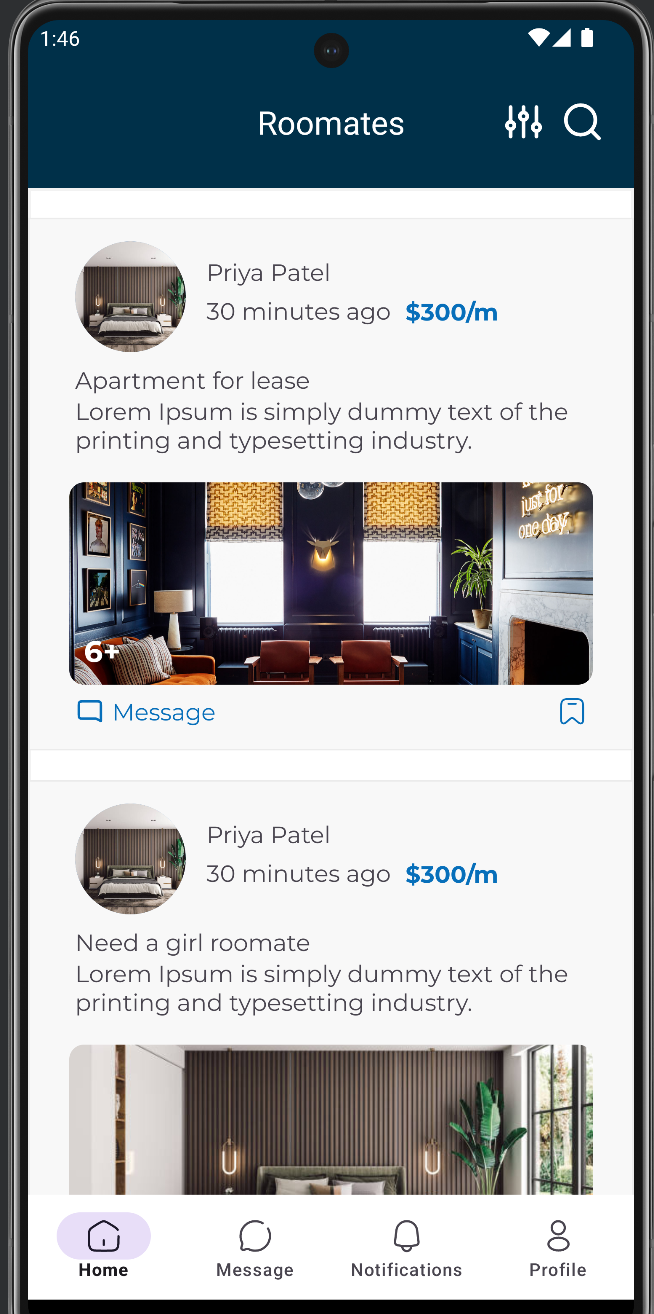 1:46
Roomates
Priya Patel
30 minutes ago $300/m
Apartment for lease
Lorem Ipsum is simply dummy text of the
printing and typesetting industry.
just for
one day
6+
Message
Priya Patel
30 minutes ago $300/m
Need a girl roomate
Lorem Ipsum is simply dummy text of the
printing and typesetting industry.
Home Message Notifications Profile